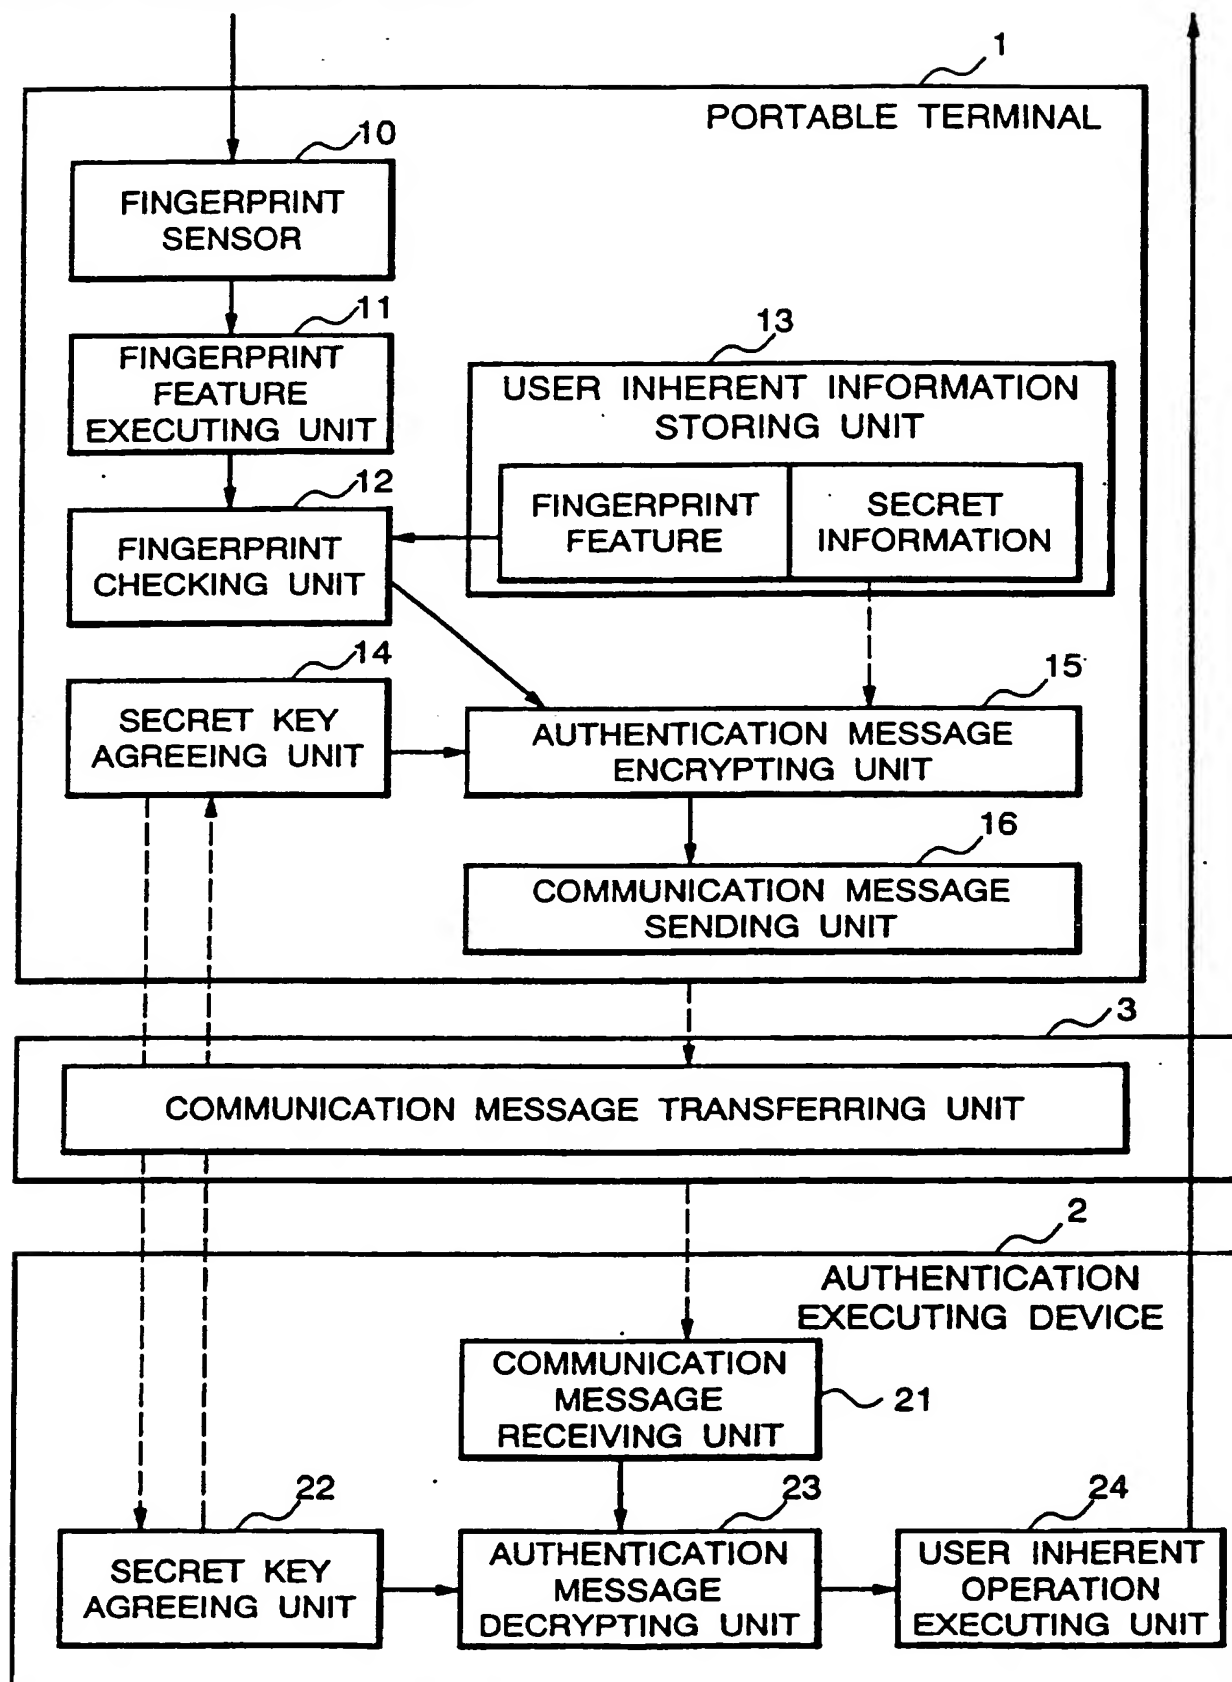 1
PORTABLE TERMINAL
10
FINGERPRINT
SENSOR
11
FINGERPRINT
FEATURE
EXECUTING UNIT
13
USER INHERENT INFORMATION
STORING UNIT
FINGERPRINT
FEATURE
SECRET
INFORMATION
12
FINGERPRINT
CHECKING UNIT
14
SECRET KEY
AGREEING UNIT
15
AUTHENTICATION MESSAGE
ENCRYPTING UNIT
16
COMMUNICATION MESSAGE
SENDING UNIT
3
COMMUNICATION MESSAGE TRANSFERRING UNIT
2
AUTHENTICATION
EXECUTING DEVICE
COMMUNICATION
MESSAGE
RECEIVING UNIT
21
22
SECRET KEY
AGREEING UNIT
23
AUTHENTICATION
MESSAGE
DECRYPTING UNIT
24
USER INHERENT
OPERATION
EXECUTING UNIT